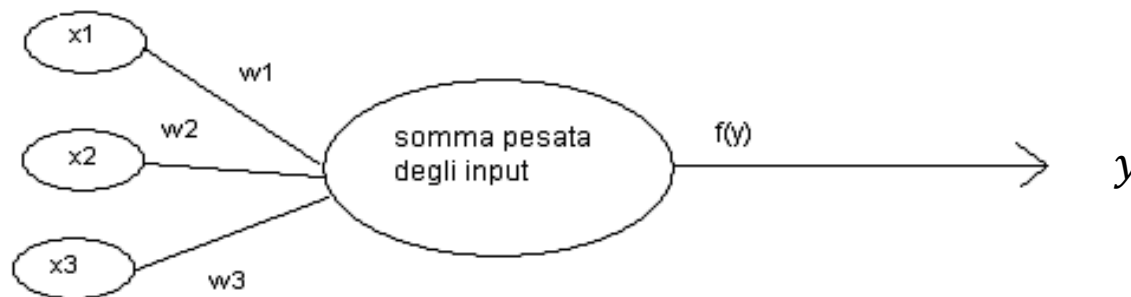 x1
w1
w2
x2
somma pesata
degli input
f(y)
y
x3
w3